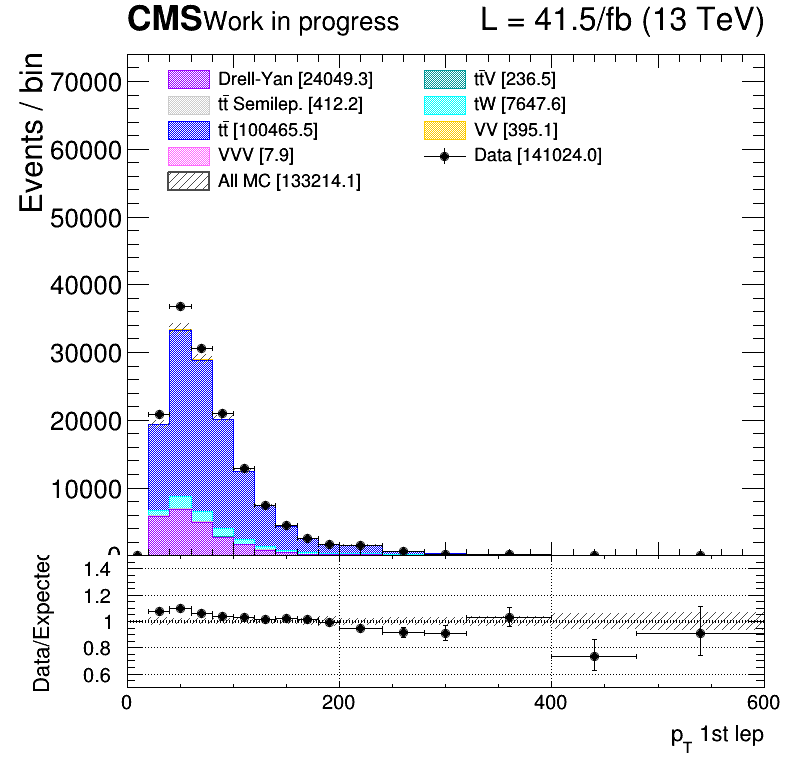 CMS Work in progress L = 41.5/fb (13 TeV)
Events / bin
70000
60000
50000
40000
30000
20000
10000
0
Drell-Yan [24049.3]
tt̄ Semilep. [412.2]
tt̄ [100465.5]
VVV [7.9]
All MC [133214.1]
tt̄V [236.5]
tW [7647.6]
VV [395.1]
Data [141024.0]
Data/Expected
1.4
1.2
1
0.8
0.6
0 200 400 600
p_T 1st lep